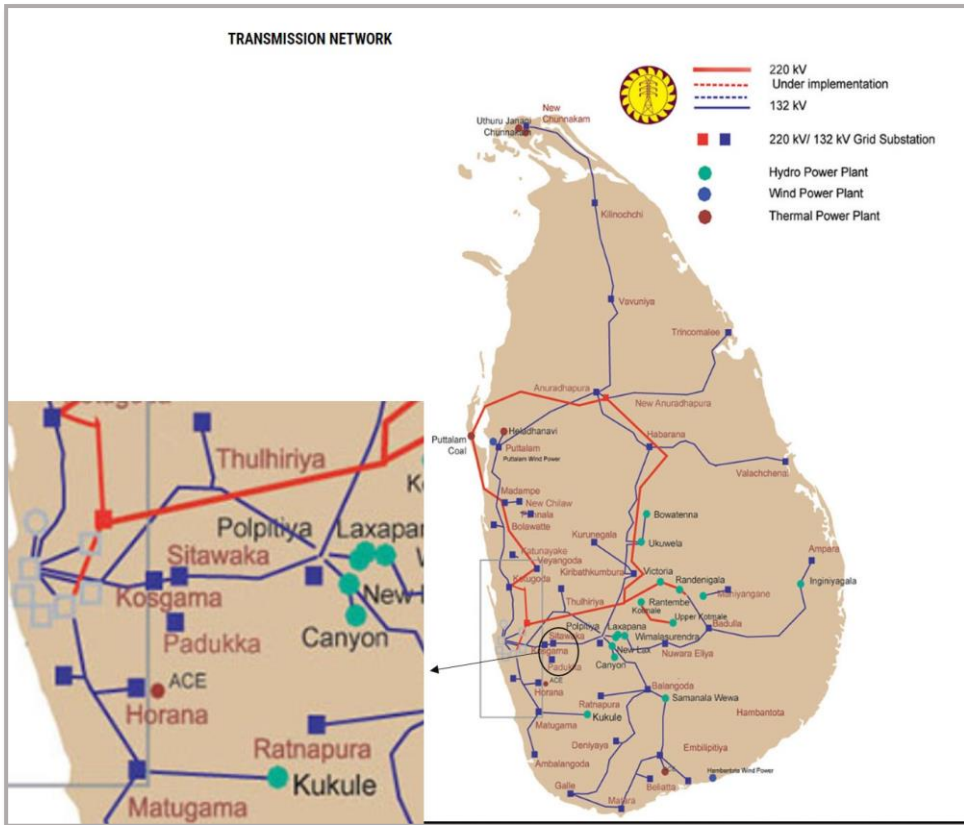 TRANSMISSION NETWORK
220 kV
Under implementation
132 kV
220 kV/ 132 kV Grid Substation
Hydro Power Plant
Wind Power Plant
Thermal Power Plant
New
Chunnakam
Uthuru Janani
Chunnakam
Kilinochchi
Vavuniya
Trincomalee
Anuradhapura
New Anuradhapura
Puttalam
Coal
Heladhanavi
Puttalam
Puttalam Wind Power
Habarana
Valachchenai
Madampe
New Chilaw
Pannala
Bolawatte
Bowatenna
Kurunegala
Ukuwela
Katunayake
Veyangoda
Kotugoda
Kiribathkumbura
Victoria
Randenigala
Ampara
Inginiyagala
Thulhiriya
Rantembe
Kotmale
Mahiyangane
Upper Kotmale
Badulla
Polpitiya
Laxapana
Wimalasurendra
Sitawaka
Kosgama
New Lax
Nuwara Eliya
Padukka
Canyon
ACE
Horana
Balangoda
Ratnapura
Samanala Wewa
Kukule
Matugama
Hambantota
Deniyaya
Embilipitiya
Ambalangoda
Hambantota Wind Power
Galle
Beliatta
Matara
Thulhiriya
Polpitiya
Laxapana
Sitawaka
Kosgama
New
Canyon
Padukka
ACE
Horana
Ratnapura
Kukule
Matugama